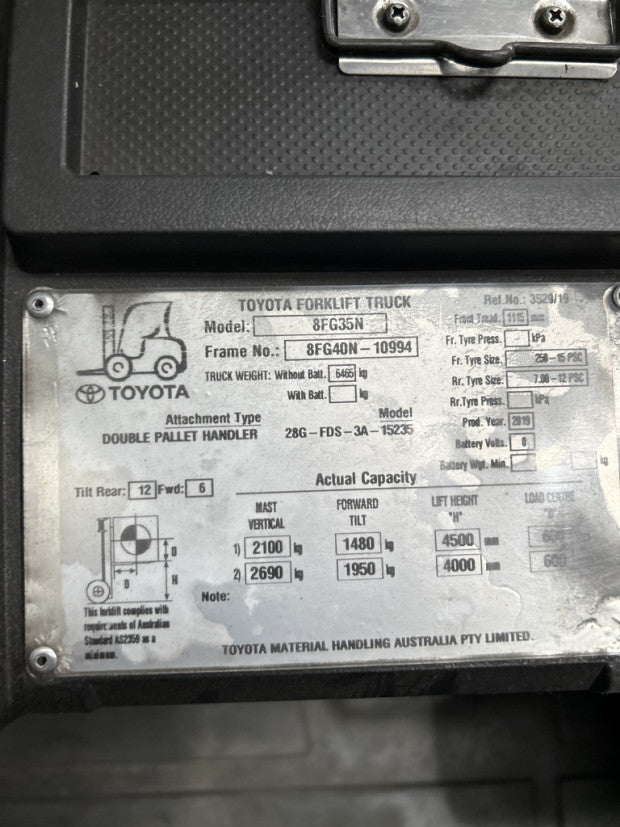 TOYOTA FORKLIFT TRUCK
Ref.No.: 3529/19
Model: 8FG35N
Front Tread. 1115 mm
Frame No.: 8FG40N-10994
Fr. Tyre Press. - kPa
TRUCK WEIGHT: Without Batt. 6465 kg
Fr. Tyre Size. 250-15 PSC
With Batt. kg
Rr. Tyre Size. 7.00-12-PSC
TOYOTA
Rr.Tyre Press. kPa
Attachment Type Model
Prod. Year. 2019
DOUBLE PALLET HANDLER 28G-FDS-3A-15235
Battery Volts. 0
Battery Wgt. Min. kg
Actual Capacity
Tilt Rear: 12 Fwd: 6
MAST VERTICAL
FORWARD TILT
LIFT HEIGHT "H"
LOAD CENTRE
1) 2100 kg 1480 kg 4500 mm
2) 2690 kg 1950 kg 4000 mm
D
D
H
Note:
This forklift complies with
requirements of Australian
Standard AS2359 as a
minimum.
TOYOTA MATERIAL HANDLING AUSTRALIA PTY LIMITED.